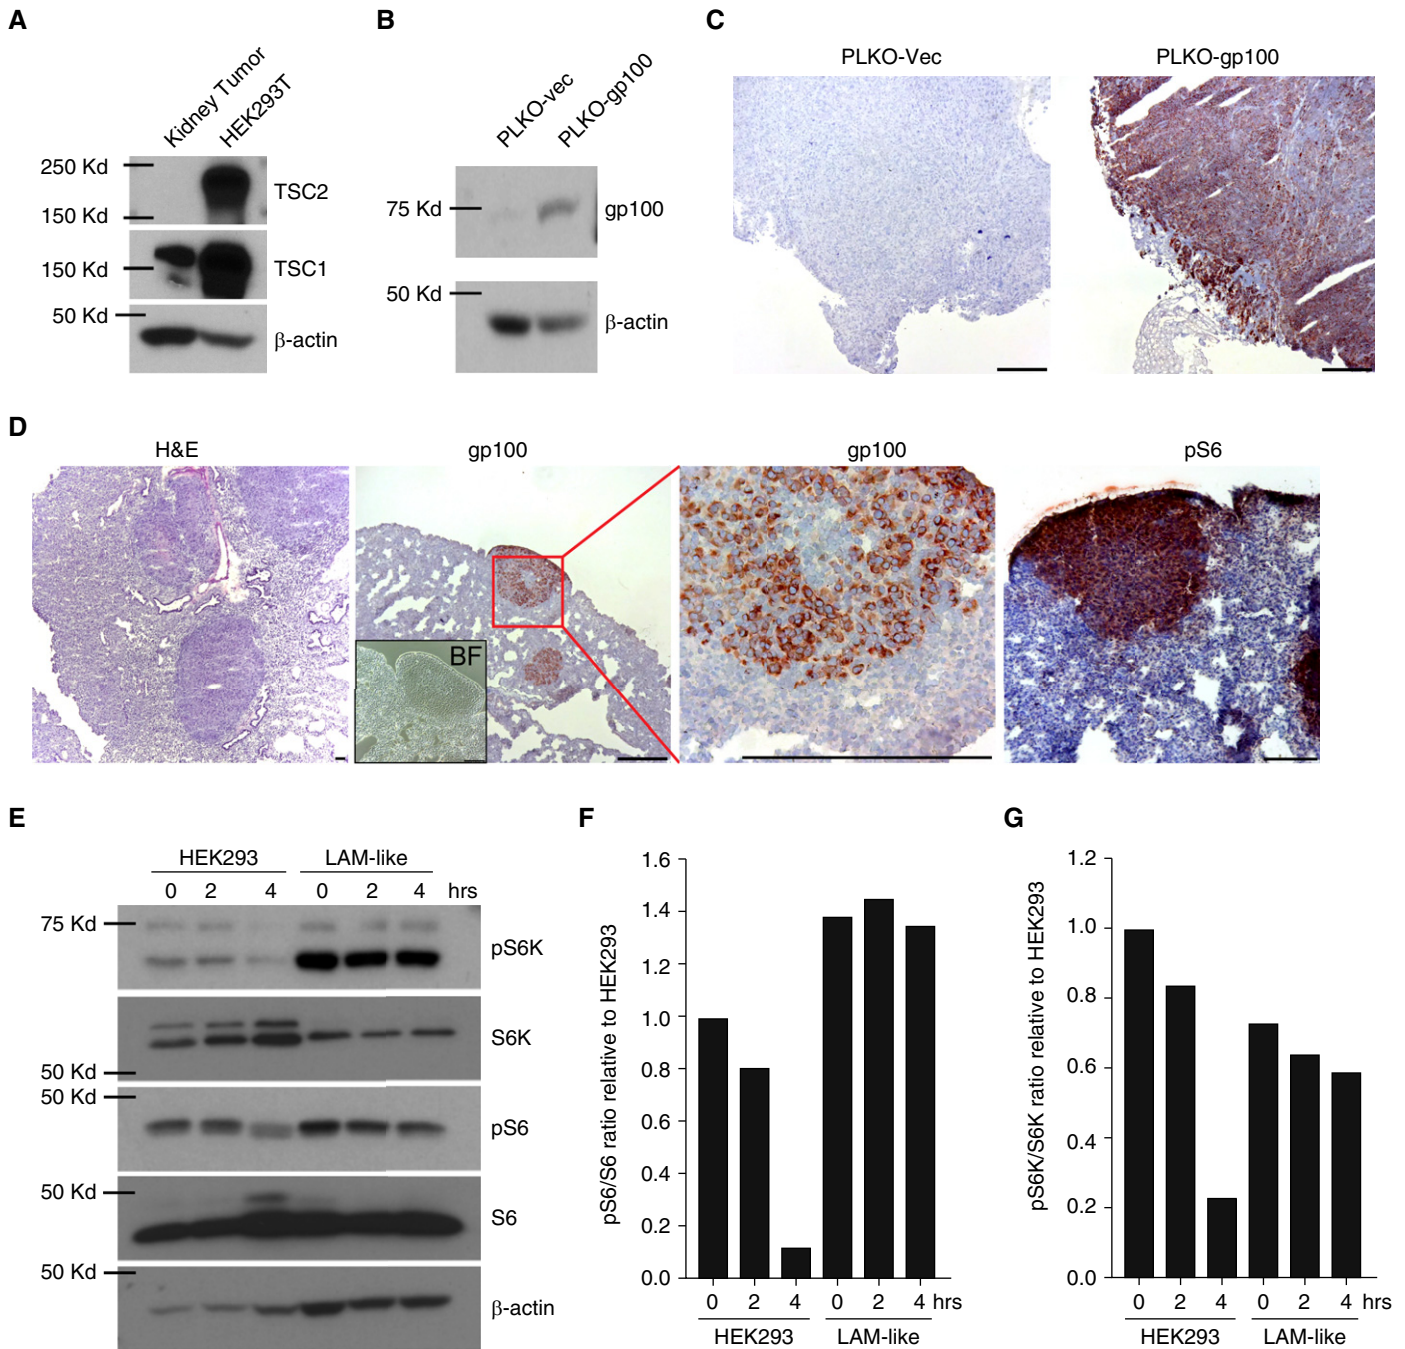 A
Kidney Tumor
HEK293T
250 Kd
150 Kd
TSC2
150 Kd
TSC1
50 Kd
β-actin
B
PLKO-vec
PLKO-gp100
75 Kd
gp100
50 Kd
β-actin
C
PLKO-Vec
PLKO-gp100
D
H&E
gp100
gp100
pS6
BF
E
HEK293
LAM-like
0 2 4 0 2 4 hrs
75 Kd
pS6K
S6K
50 Kd
50 Kd
pS6
50 Kd
S6
50 Kd
β-actin
F
pS6/S6 ratio relative to HEK293
1.6
1.4
1.2
1.0
0.8
0.6
0.4
0.2
0.0
0 2 4 0 2 4 hrs
HEK293
LAM-like
G
pS6K/S6K ratio relative to HEK293
1.2
1.0
0.8
0.6
0.4
0.2
0.0
0 2 4 0 2 4 hrs
HEK293
LAM-like